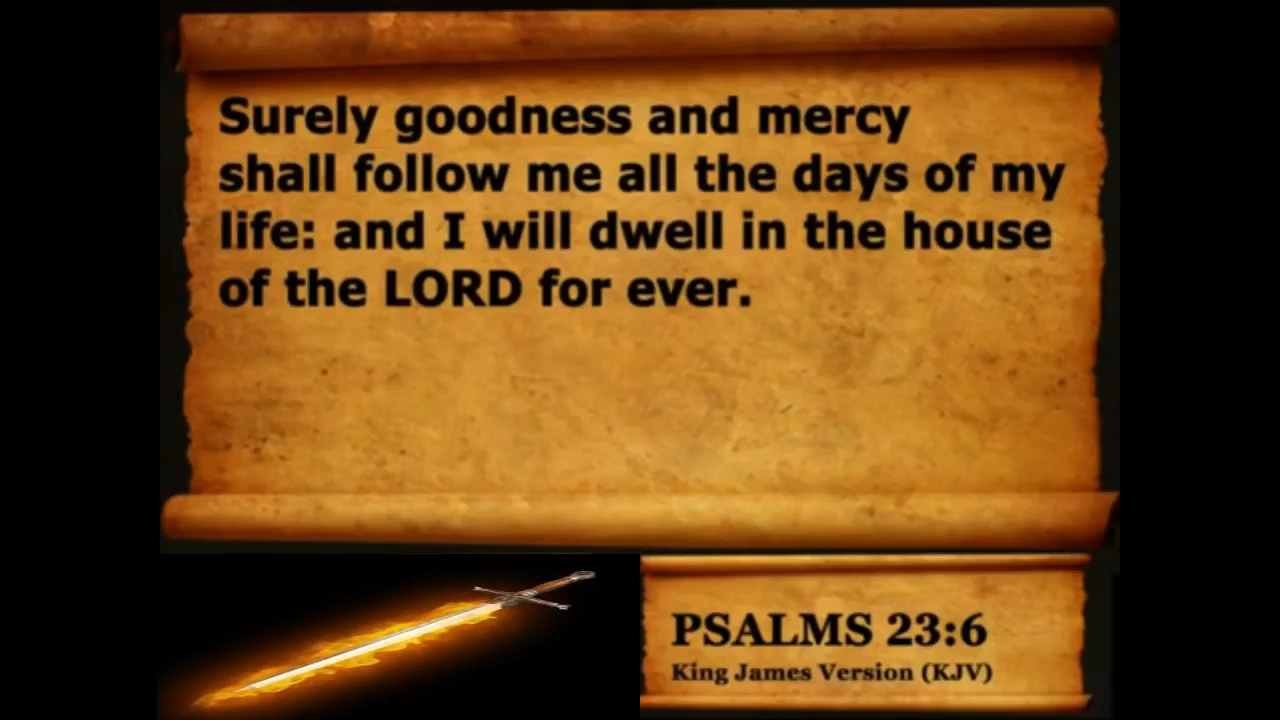 Surely goodness and mercy
shall follow me all the days of my
life: and I will dwell in the house
of the LORD for ever.
PSALMS 23:6
King James Version (KJV)